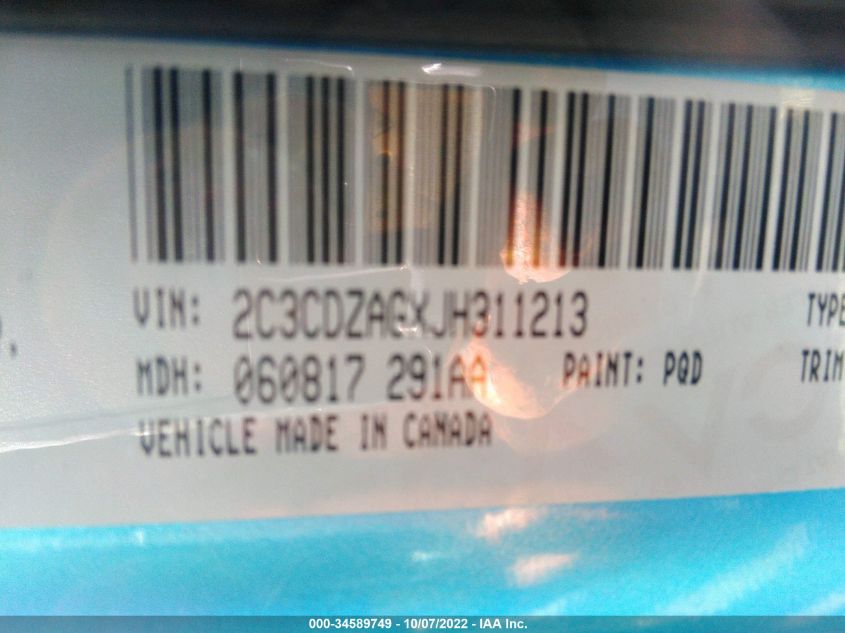 VIN: 2C3CDZAGXJH311213 TYPE
MDH: 060817 291AA PAINT: PQD TRIM
VEHICLE MADE IN CANADA
000-34589749 - 10/07/2022 - IAA Inc.